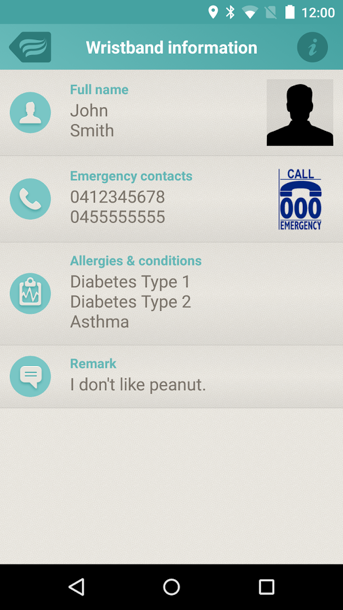 12:00
Wristband information
i
Full name
John
Smith
Emergency contacts
0412345678
0455555555
CALL
000
EMERGENCY
Allergies & conditions
Diabetes Type 1
Diabetes Type 2
Asthma
Remark
I don't like peanut.